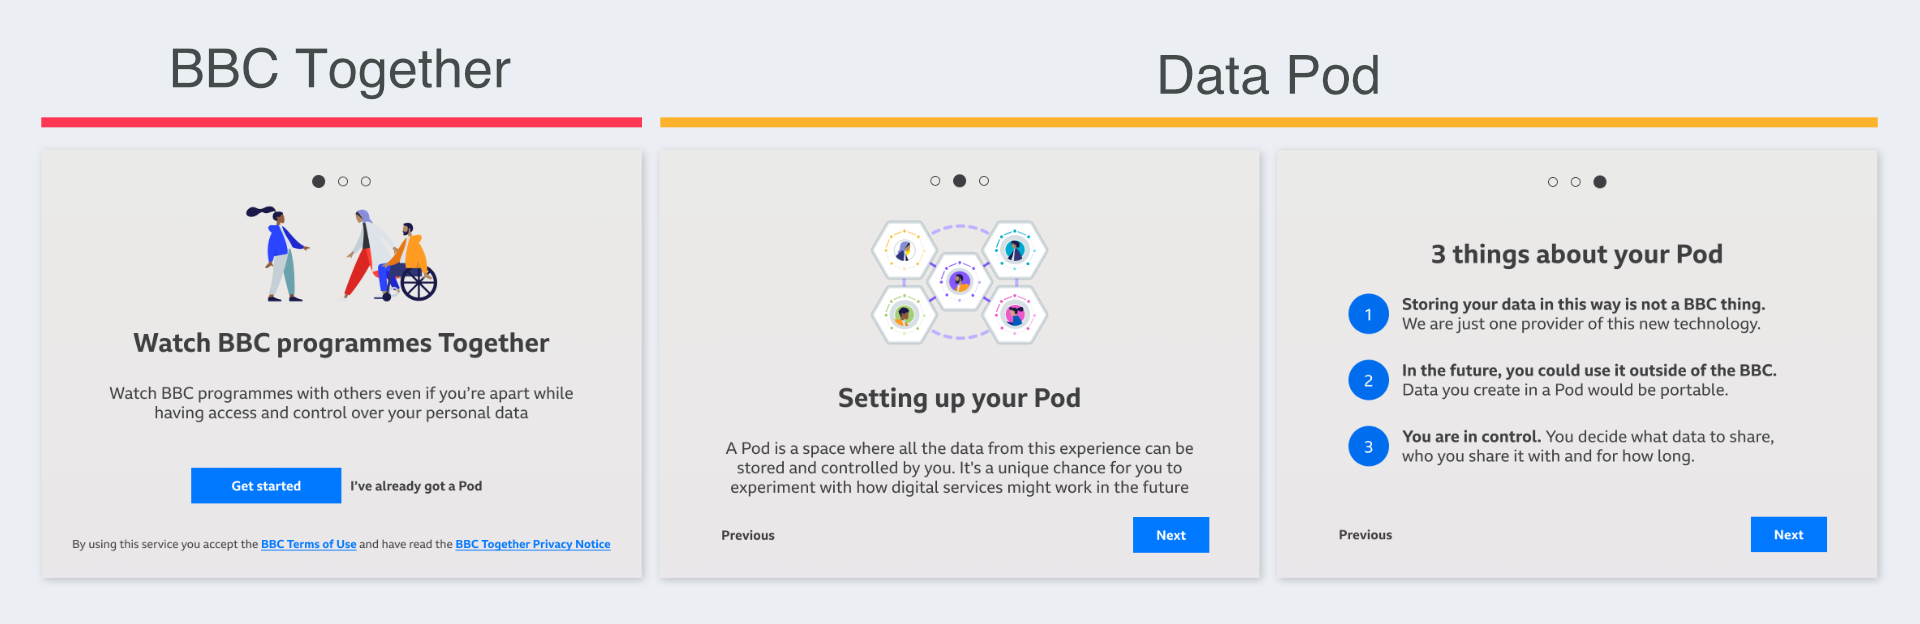 BBC Together
Data Pod
Watch BBC programmes Together
Watch BBC programmes with others even if you're apart while
having access and control over your personal data
Get started
I've already got a Pod
By using this service you accept the BBC Terms of Use and have read the BBC Together Privacy Notice
Setting up your Pod
A Pod is a space where all the data from this experience can be
stored and controlled by you. It's a unique chance for you to
experiment with how digital services might work in the future
Previous
Next
3 things about your Pod
1
Storing your data in this way is not a BBC thing.
We are just one provider of this new technology.
2
In the future, you could use it outside of the BBC.
Data you create in a Pod would be portable.
3
You are in control. You decide what data to share,
who you share it with and for how long.
Previous
Next